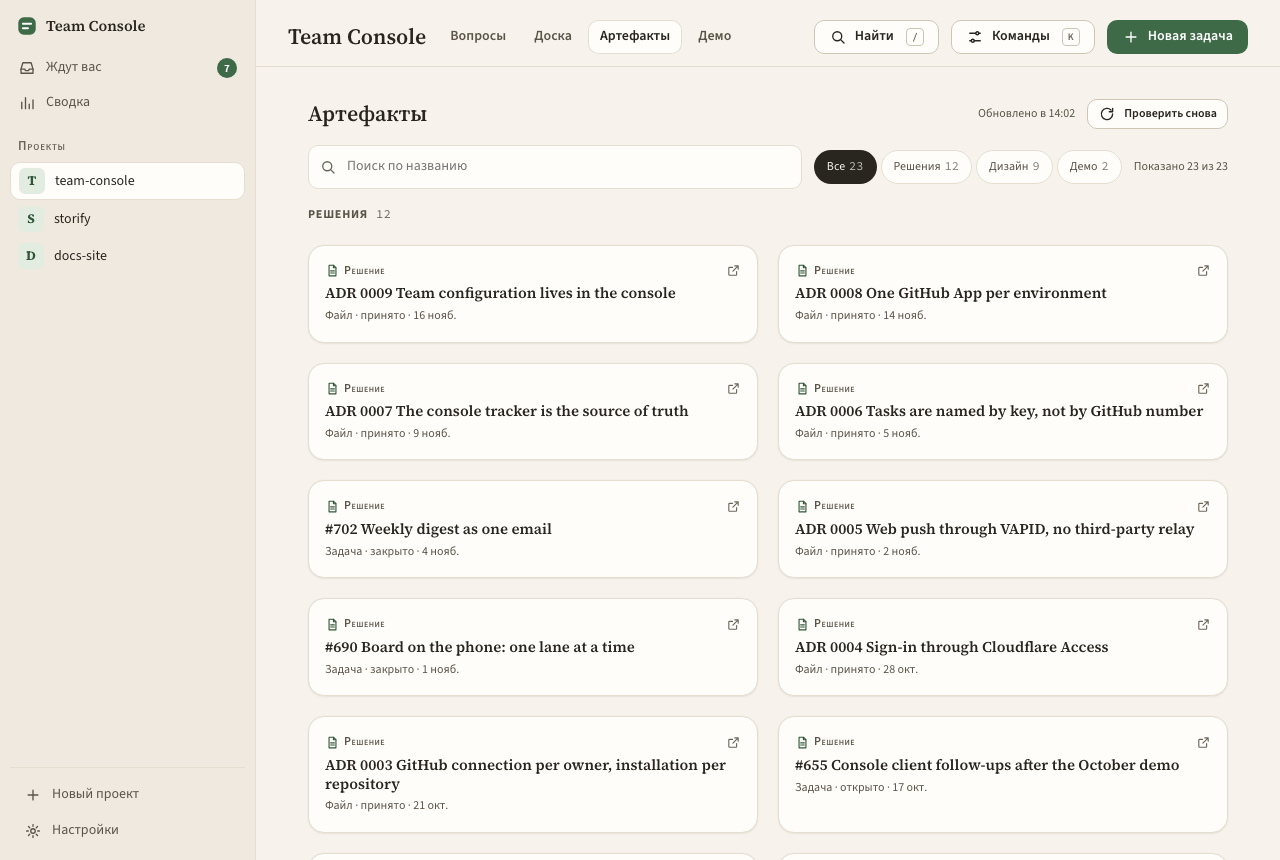 Team Console
Ждут вас 7
Сводка
Проекты
T team-console
S storify
D docs-site
Новый проект
Настройки
Team Console Вопросы Доска Артефакты Демо Найти / Команды K Новая задача
Артефакты Обновлено в 14:02 Проверить снова
Поиск по названию Все 23 Решения 12 Дизайн 9 Демо 2 Показано 23 из 23
РЕШЕНИЯ 12
Решение
ADR 0009 Team configuration lives in the console
Файл · принято · 16 нояб.
Решение
ADR 0008 One GitHub App per environment
Файл · принято · 14 нояб.
Решение
ADR 0007 The console tracker is the source of truth
Файл · принято · 9 нояб.
Решение
ADR 0006 Tasks are named by key, not by GitHub number
Файл · принято · 5 нояб.
Решение
#702 Weekly digest as one email
Задача · закрыто · 4 нояб.
Решение
ADR 0005 Web push through VAPID, no third-party relay
Файл · принято · 2 нояб.
Решение
#690 Board on the phone: one lane at a time
Задача · закрыто · 1 нояб.
Решение
ADR 0004 Sign-in through Cloudflare Access
Файл · принято · 28 окт.
Решение
ADR 0003 GitHub connection per owner, installation per
repository
Файл · принято · 21 окт.
Решение
#655 Console client follow-ups after the October demo
Задача · открыто · 17 окт.